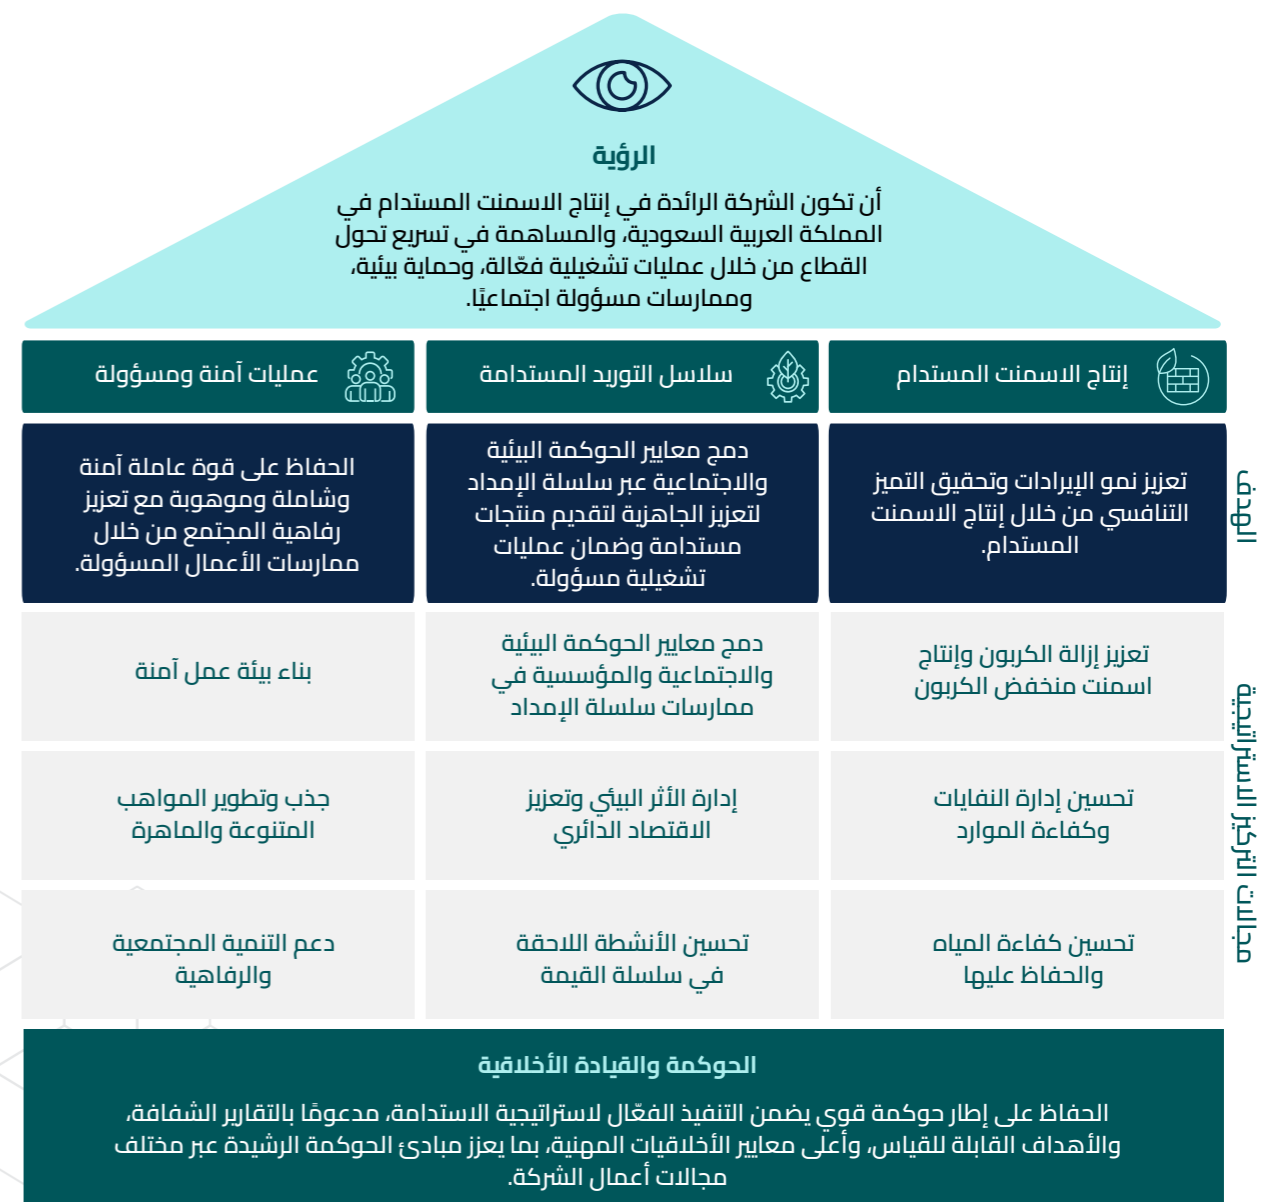 الرؤية
أن تكون الشركة الرائدة في إنتاج الاسمنت المستدام في
المملكة العربية السعودية، والمساهمة في تسريع تحول
القطاع من خلال عمليات تشغيلية فعّالة، وحماية بيئية،
وممارسات مسؤولة اجتماعيًا.
إنتاج الاسمنت المستدام
سلاسل التوريد المستدامة
عمليات آمنة ومسؤولة
الهدف
تعزيز نمو الإيرادات وتحقيق التميز
التنافسي من خلال إنتاج الاسمنت
المستدام.
دمج معايير الحوكمة البيئية
والاجتماعية عبر سلسلة الإمداد
لتعزيز الجاهزية لتقديم منتجات
مستدامة وضمان عمليات
تشغيلية مسؤولة.
الحفاظ على قوة عاملة آمنة
وشاملة وموهوبة مع تعزيز
رفاهية المجتمع من خلال
ممارسات الأعمال المسؤولة.
مجالات التركيز الاستراتيجية
تعزيز إزالة الكربون وإنتاج
اسمنت منخفض الكربون
دمج معايير الحوكمة البيئية
والاجتماعية والمؤسسية في
ممارسات سلسلة الإمداد
بناء بيئة عمل آمنة
تحسين إدارة النفايات
وكفاءة الموارد
إدارة الأثر البيئي وتعزيز
الاقتصاد الدائري
جذب وتطوير المواهب
المتنوعة والماهرة
تحسين كفاءة المياه
والحفاظ عليها
تحسين الأنشطة اللاحقة
في سلسلة القيمة
دعم التنمية المجتمعية
والرفاهية
الحوكمة والقيادة الأخلاقية
الحفاظ على إطار حوكمة قوي يضمن التنفيذ الفعّال لاستراتيجية الاستدامة، مدعومًا بالتقارير الشفافة،
والأهداف القابلة للقياس، وأعلى معايير الأخلاقيات المهنية، بما يعزز مبادئ الحوكمة الرشيدة عبر مختلف
مجالات أعمال الشركة.